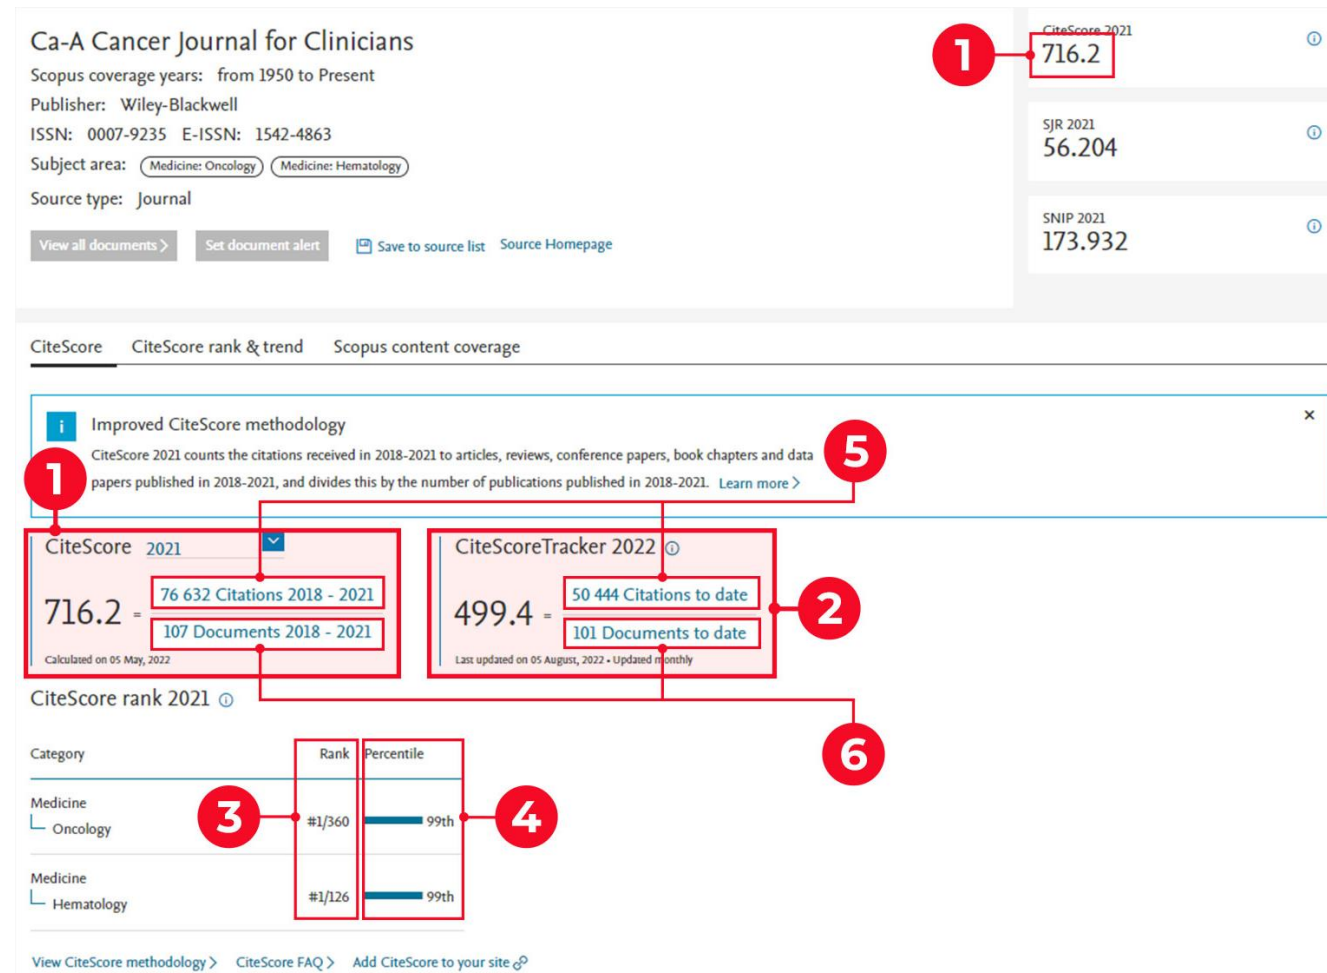 Ca-A Cancer Journal for Clinicians
Scopus coverage years: from 1950 to Present
Publisher: Wiley-Blackwell
ISSN: 0007-9235 E-ISSN: 1542-4863
Subject area: Medicine: Oncology Medicine: Hematology
Source type: Journal
View all documents > Set document alert Save to source list Source Homepage
1
CiteScore 2021
716.2
SJR 2021
56.204
SNIP 2021
173.932
CiteScore CiteScore rank & trend Scopus content coverage
i Improved CiteScore methodology ×
CiteScore 2021 counts the citations received in 2018-2021 to articles, reviews, conference papers, book chapters and data
papers published in 2018-2021, and divides this by the number of publications published in 2018-2021. Learn more >
1
5
CiteScore 2021
716.2 =
76 632 Citations 2018 - 2021
107 Documents 2018 - 2021
Calculated on 05 May, 2022
CiteScoreTracker 2022
499.4 =
50 444 Citations to date
101 Documents to date
Last updated on 05 August, 2022 • Updated monthly
2
CiteScore rank 2021
6
Category Rank Percentile
Medicine
Oncology #1/360 99th
3
4
Medicine
Hematology #1/126 99th
View CiteScore methodology > CiteScore FAQ > Add CiteScore to your site